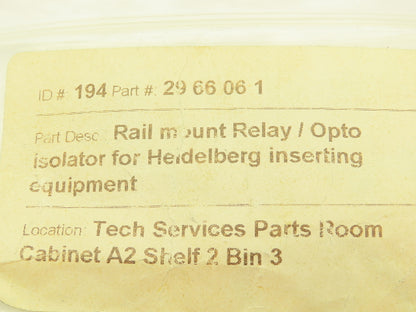 ID #: 194 Part #: 29 66 06 1
Part Desc: Rail mount Relay / Opto
isolator for Heidelberg inserting
equipment
Location: Tech Services Parts Room
Cabinet A2 Shelf 2 Bin 3